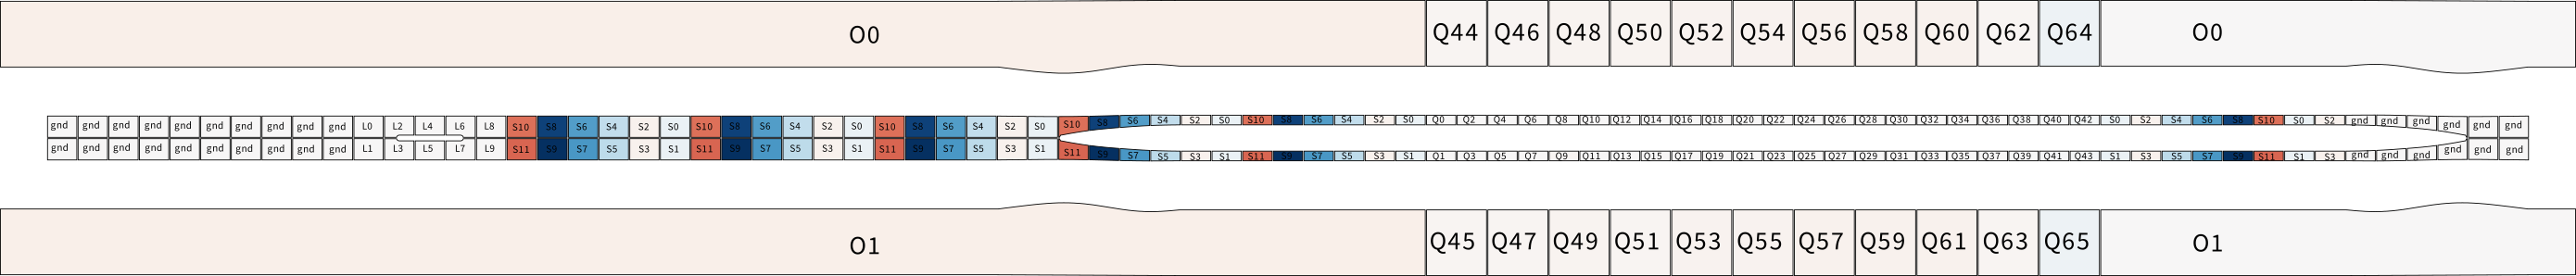 O0 Q44 Q46 Q48 Q50 Q52 Q54 Q56 Q58 Q60 Q62 Q64 O0
gnd gnd gnd gnd gnd gnd gnd gnd gnd gnd L0 L2 L4 L6 L8 S10 S8 S6 S4 S2 S0 S10 S8 S6 S4 S2 S0 S10 S8 S6 S4 S2 S0 S10 S8 S6 S4 S2 S0 S10 S8 S6 S4 S2 S0 Q0 Q2 Q4 Q6 Q8 Q10 Q12 Q14 Q16 Q18 Q20 Q22 Q24 Q26 Q28 Q30 Q32 Q34 Q36 Q38 Q40 Q42 S0 S2 S4 S6 S8 S10 S0 S2 gnd gnd gnd gnd gnd gnd
gnd gnd gnd gnd gnd gnd gnd gnd gnd gnd L1 L3 L5 L7 L9 S11 S9 S7 S5 S3 S1 S11 S9 S7 S5 S3 S1 S11 S9 S7 S5 S3 S1 S11 S9 S7 S5 S3 S1 S11 S9 S7 S5 S3 S1 Q1 Q3 Q5 Q7 Q9 Q11 Q13 Q15 Q17 Q19 Q21 Q23 Q25 Q27 Q29 Q31 Q33 Q35 Q37 Q39 Q41 Q43 S1 S3 S5 S7 S9 S11 S1 S3 gnd gnd gnd gnd gnd gnd
O1 Q45 Q47 Q49 Q51 Q53 Q55 Q57 Q59 Q61 Q63 Q65 O1